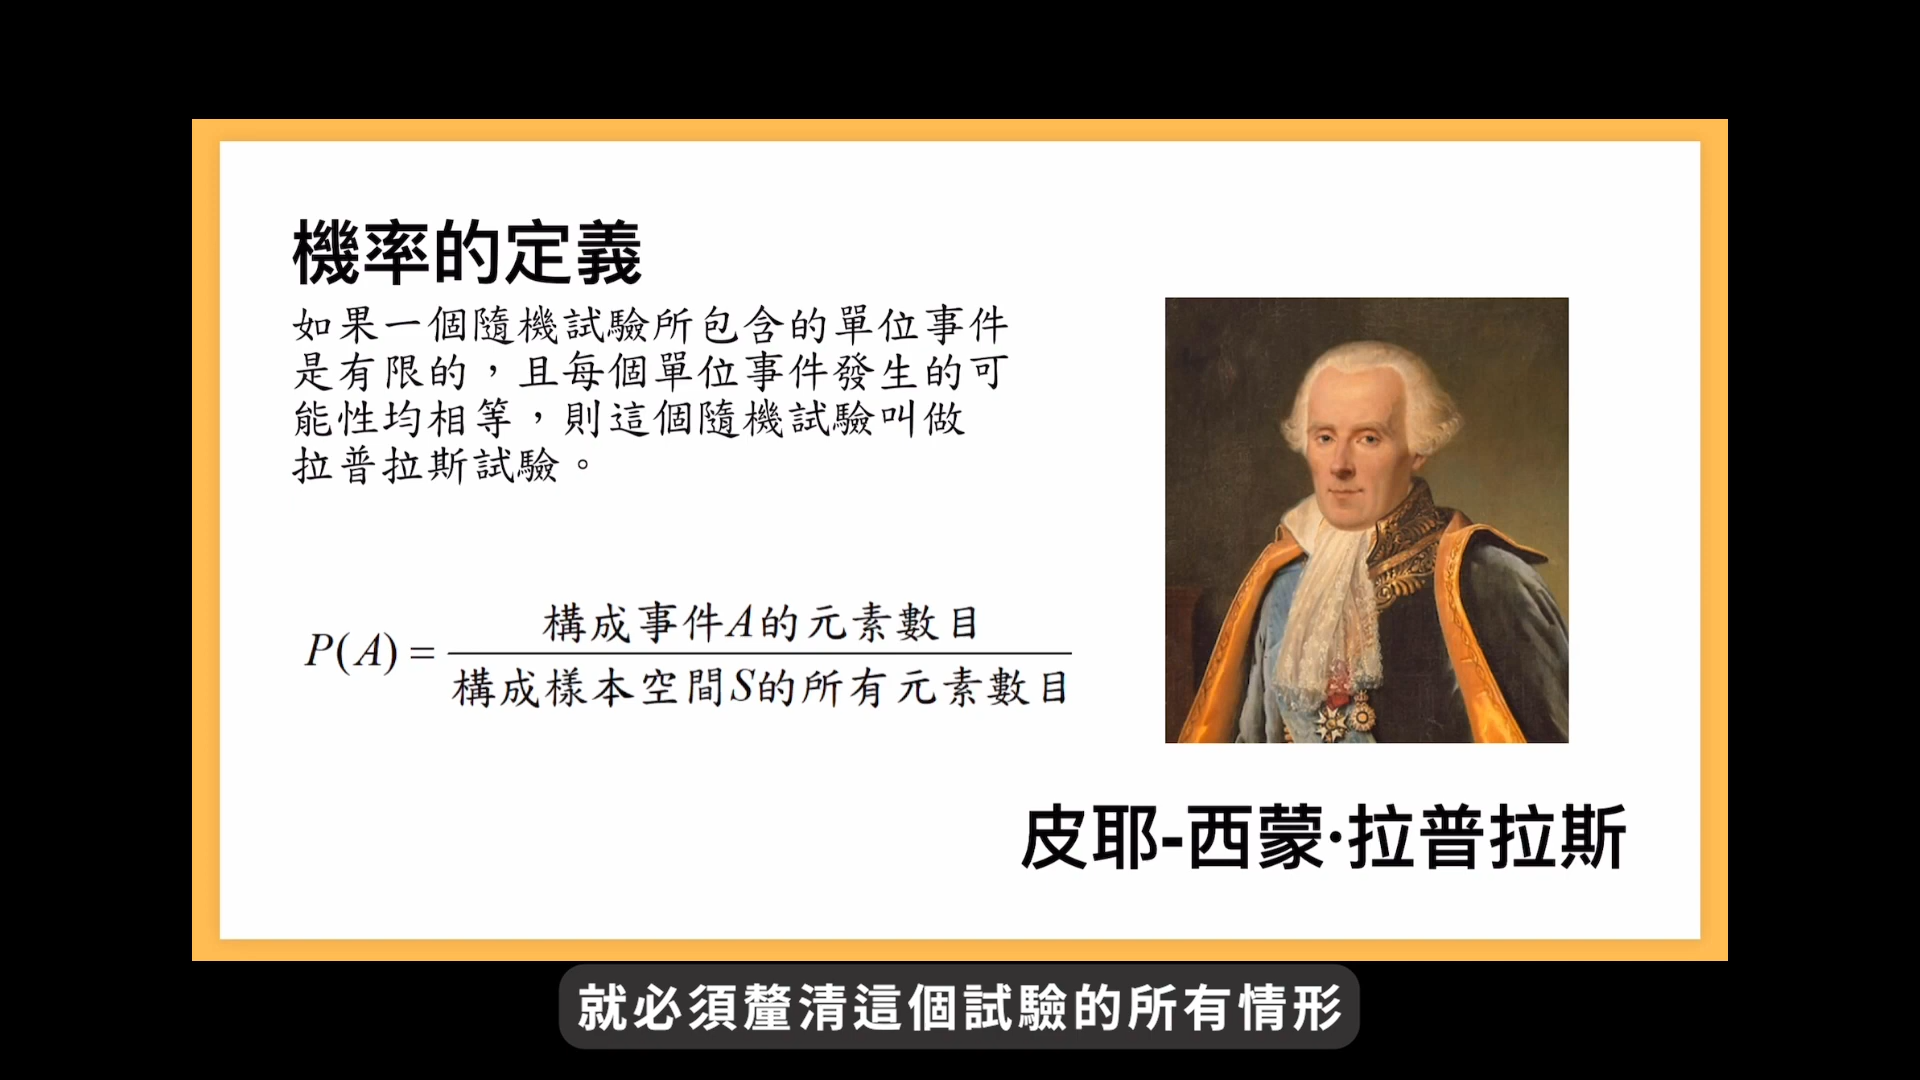 機率的定義
如果一個隨機試驗所包含的單位事件
是有限的，且每個單位事件發生的可
能性均相等，則這個隨機試驗叫做
拉普拉斯試驗。
P(A) = 構成事件A的元素數目
構成樣本空間S的所有元素數目
皮耶-西蒙·拉普拉斯
就必須釐清這個試驗的所有情形